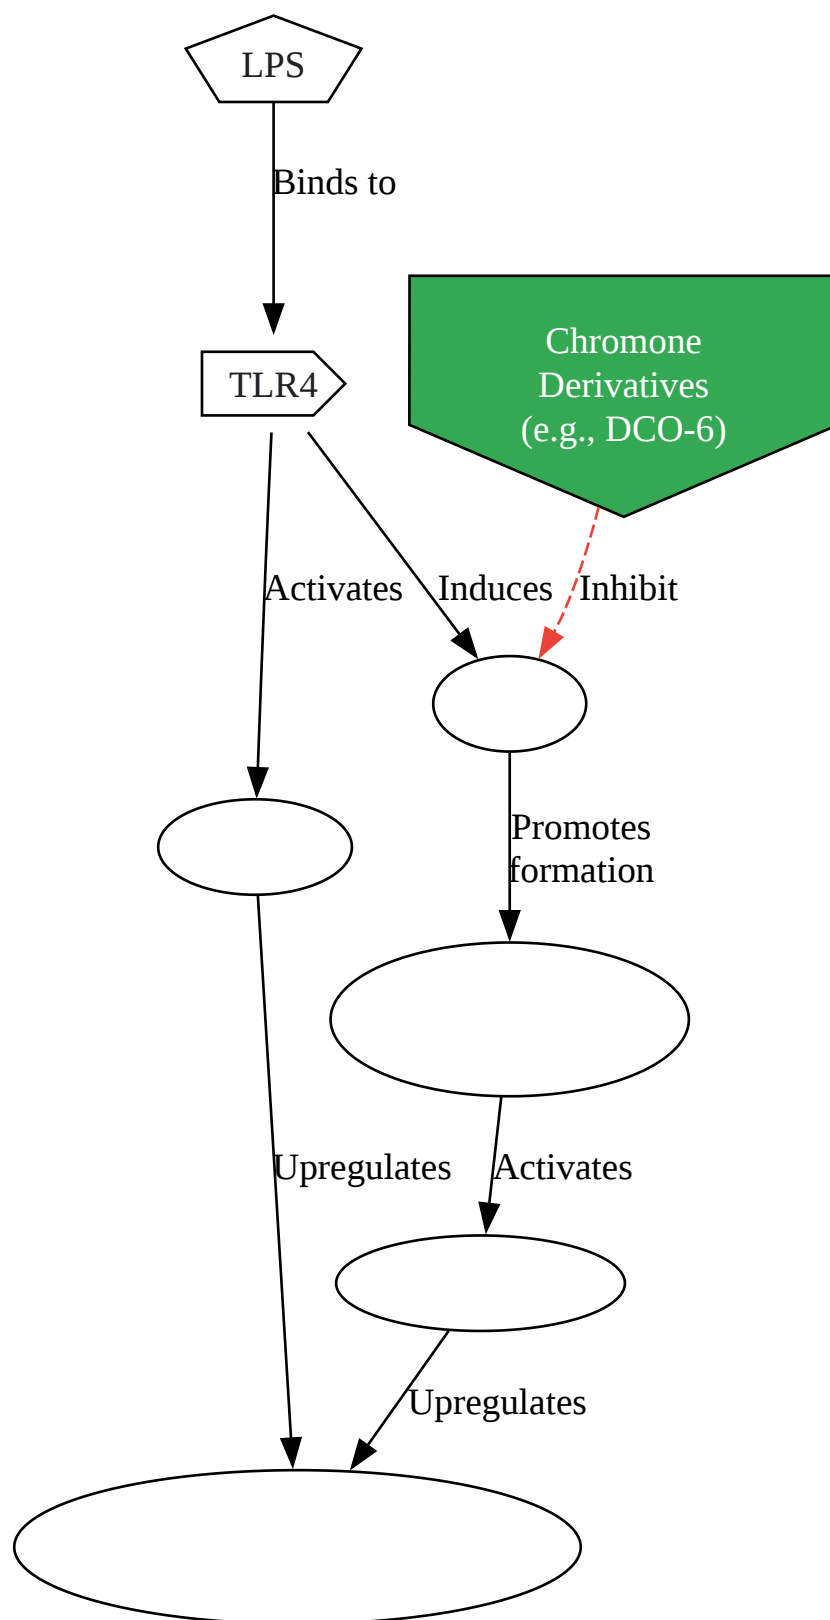 LPS
Binds to
Chromone
Derivatives
(e.g., DCO-6)
TLR4
Activates
Induces
Inhibit
Promotes
formation
Upregulates
Activates
Upregulates